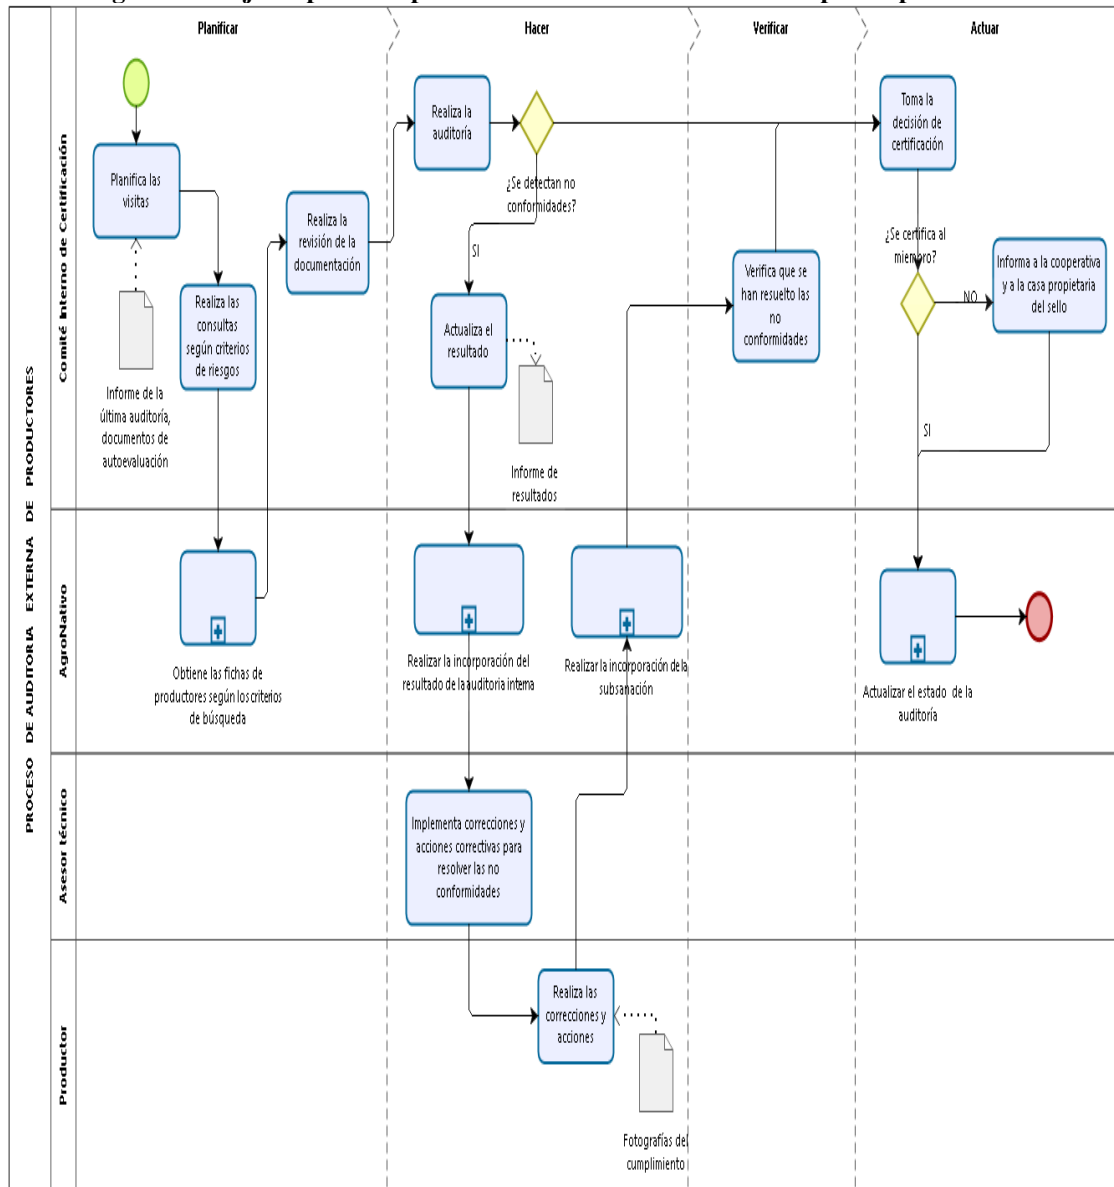 Planificar
Hacer
Verificar
Actuar
PROCESO DE AUDITORIA EXTERNA DE PRODUCTORES
Comité Interno de Certificación
Planifica las
visitas
Informe de la
última auditoría,
documentos de
autoevaluación
Realiza las
consultas
según criterios
de riesgos
Realiza la
revisión de la
documentación
Realiza la
auditoría
¿Se detectan no
conformidades?
SI
Actualiza el
resultado
Informe de
resultados
Verifica que se
han resuelto las
no
conformidades
Toma la
decisión de
certificación
¿Se certifica al
miembro?
NO
Informa a la cooperativa
y a la casa propietaria
del sello
SI
AgroNativo
Obtiene las fichas de
productores según los criterios
de búsqueda
Realizar la incorporación del
resultado de la auditoria interna
Realizar la incorporación de la
subsanación
Actualizar el estado de la
auditoría
Asesor técnico
Implementa correcciones y
acciones correctivas para
resolver las no
conformidades
Productor
Realiza las
correcciones y
acciones
Fotografías del
cumplimiento